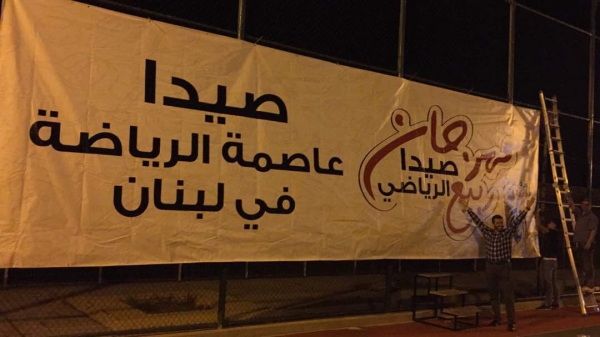 صيدا
عاصمة الرياضة
في لبنان
مهرجان
صيدا
الرياضي